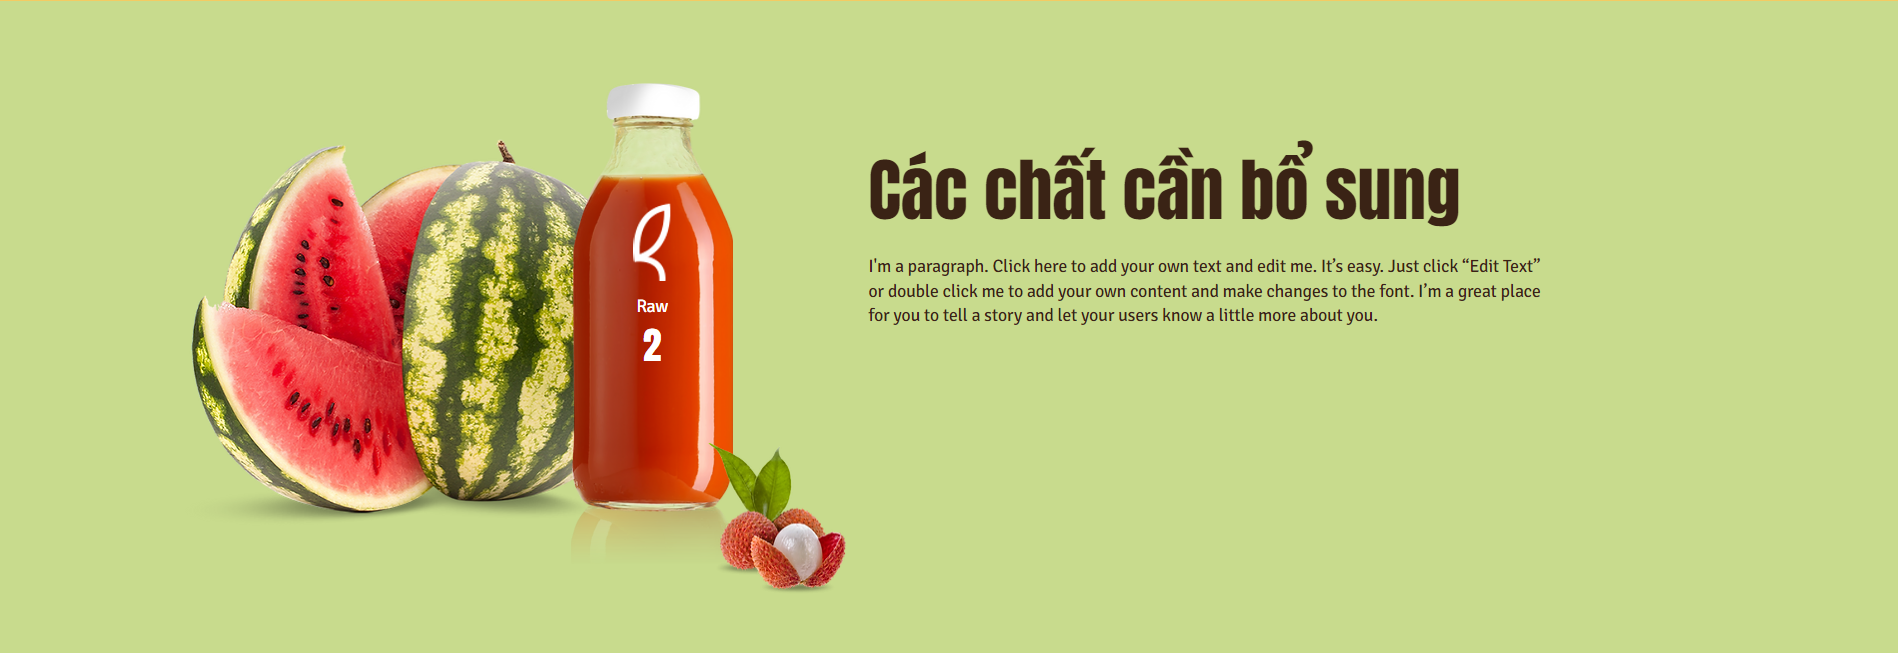 Các chất cần bổ sung
I'm a paragraph. Click here to add your own text and edit me. It’s easy. Just click “Edit Text”
or double click me to add your own content and make changes to the font. I’m a great place
for you to tell a story and let your users know a little more about you.
Raw
2